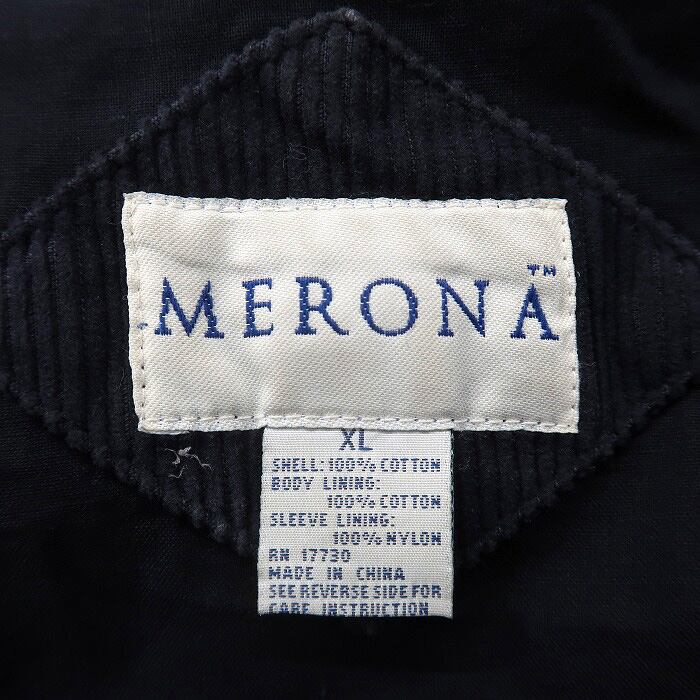 MERONA™
XL
SHELL: 100% COTTON
BODY LINING:
100% COTTON
SLEEVE LINING:
100% NYLON
RN 17730
MADE IN CHINA
SEE REVERSE SIDE FOR
CARE INSTRUCTION